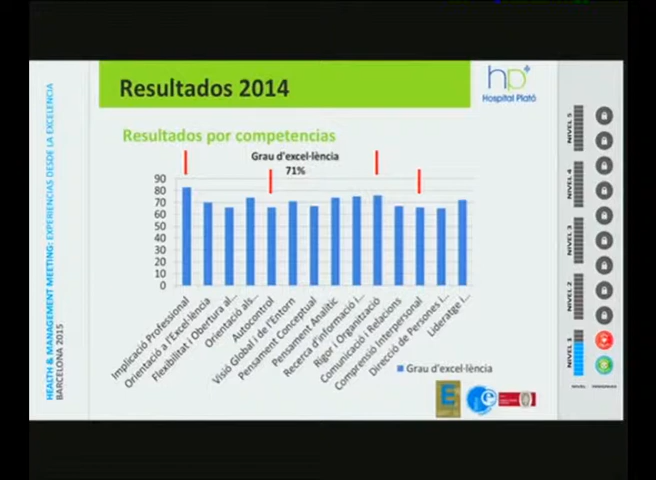 Resultados 2014
hp
Hospital Plató
Resultados por competencias
Grau d'excel·lència
71%
90
80
70
60
50
40
30
20
10
0
Implicació Professional
Orientació a l'Excel·lència
Flexibilitat i Obertura al...
Orientació als...
Autocontrol
Visió Global i de l'Entorn
Pensament Conceptual
Pensament Analític
Recerca d'informació i...
Rigor i Organització
Comunicació i Relacions
Comprensió Interpersonal
Direcció de Persones i...
Lideratge i...
Grau d'excel·lència
HEALTH & MANAGEMENT MEETING: EXPERIENCIAS DESDE LA EXCELENCIA
BARCELONA 2015
NIVEL 5
NIVEL 4
NIVEL 3
NIVEL 2
NIVEL 1
E
e